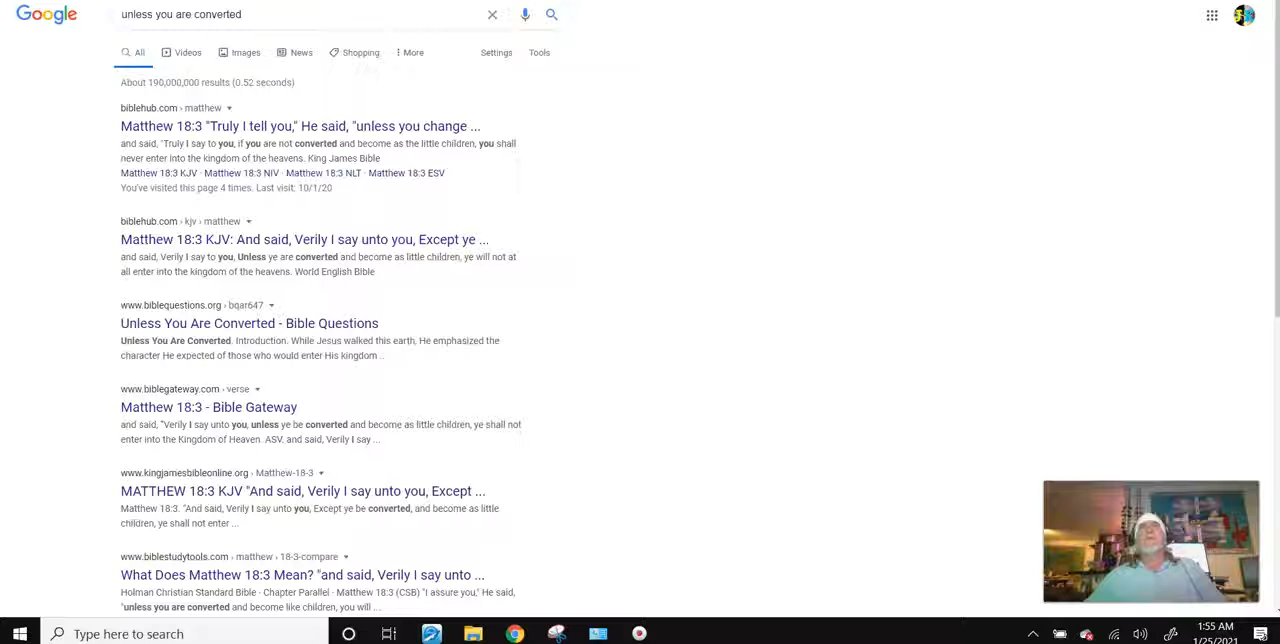 Google
unless you are converted
All Videos Images News Shopping More Settings Tools
About 190,000,000 results (0.52 seconds)
biblehub.com › matthew
Matthew 18:3 "Truly I tell you," He said, "unless you change ...
and said, 'Truly I say to you, if you are not converted and become as the little children, you shall
never enter into the kingdom of the heavens. King James Bible
Matthew 18:3 KJV · Matthew 18:3 NIV · Matthew 18:3 NLT · Matthew 18:3 ESV
You've visited this page 4 times. Last visit: 10/1/20
biblehub.com › kjv › matthew
Matthew 18:3 KJV: And said, Verily I say unto you, Except ye ...
and said, Verily I say to you, Unless ye are converted and become as little children, ye will not at
all enter into the kingdom of the heavens. World English Bible
www.biblequestions.org › bqar647
Unless You Are Converted - Bible Questions
Unless You Are Converted. Introduction. While Jesus walked this earth, He emphasized the
character He expected of those who would enter His kingdom ..
www.biblegateway.com › verse
Matthew 18:3 - Bible Gateway
and said, "Verily I say unto you, unless ye be converted and become as little children, ye shall not
enter into the Kingdom of Heaven. ASV. and said, Verily I say ...
www.kingjamesbibleonline.org › Matthew-18-3
MATTHEW 18:3 KJV "And said, Verily I say unto you, Except ...
Matthew 18:3. "And said, Verily I say unto you, Except ye be converted, and become as little
children, ye shall not enter ...
www.biblestudytools.com › matthew › 18-3-compare
What Does Matthew 18:3 Mean? "and said, Verily I say unto ...
Holman Christian Standard Bible · Chapter Parallel · Matthew 18:3 (CSB) "I assure you," He said,
"unless you are converted and become like children, you will ...
Type here to search
1:55 AM
1/25/2021